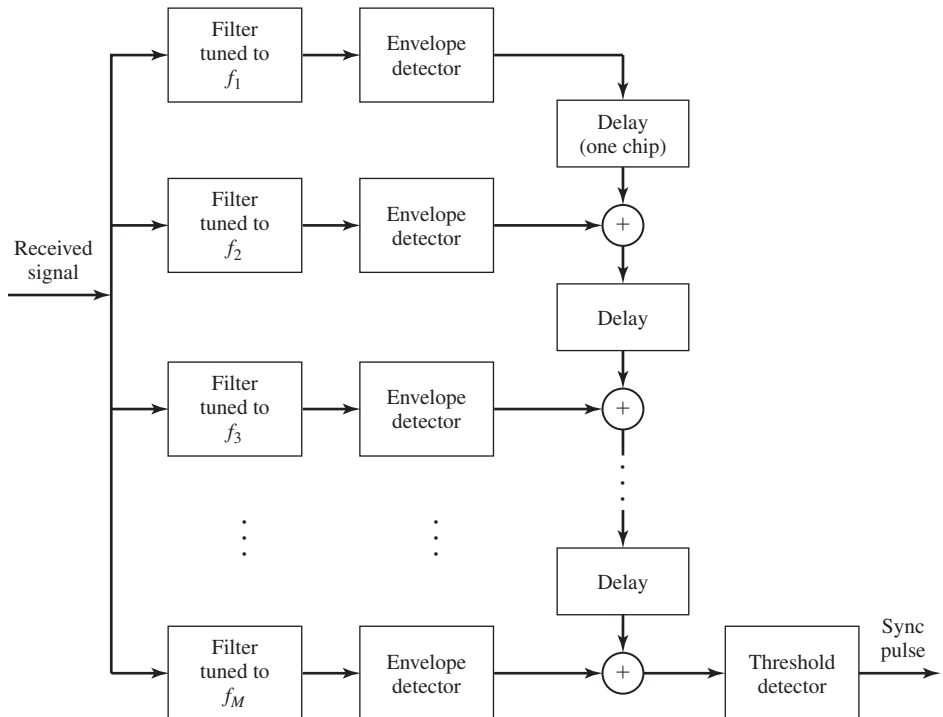 Filter
tuned to
f1
Envelope
detector
Delay
(one chip)
Filter
tuned to
f2
Envelope
detector
+
Received
signal
Delay
Filter
tuned to
f3
Envelope
detector
+
Delay
Filter
tuned to
fM
Envelope
detector
+
Threshold
detector
Sync
pulse